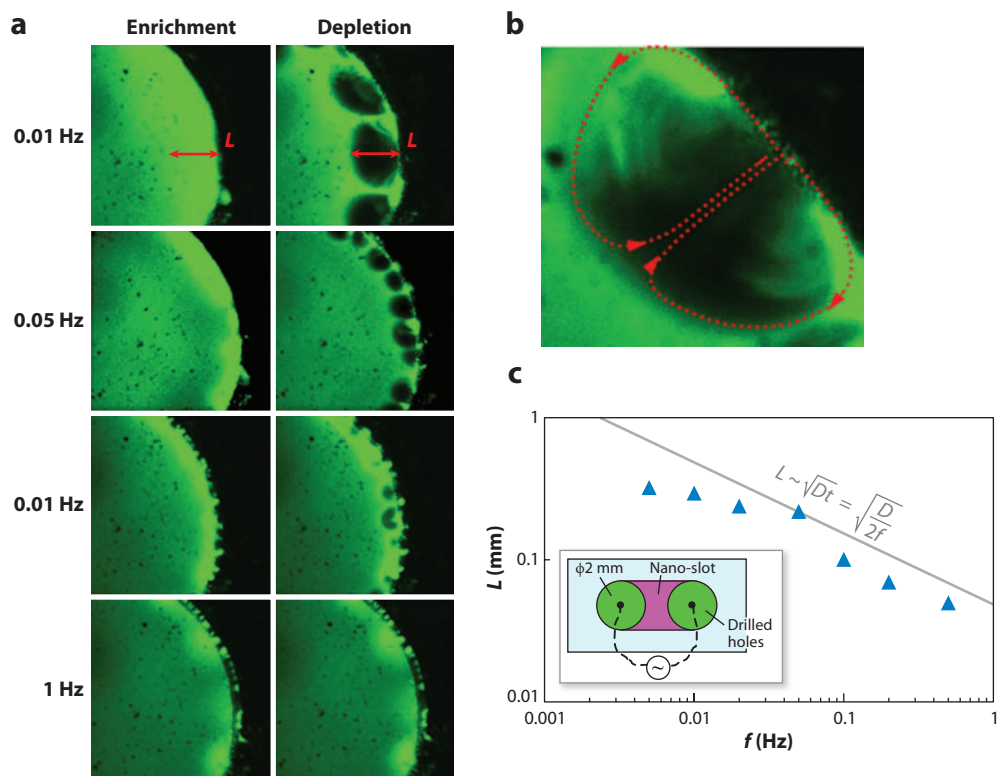 a
Enrichment
Depletion
0.01 Hz
L
L
0.05 Hz
0.01 Hz
1 Hz
b
c
1
0.1
0.01
L (mm)
L ~ √Dt = √D/2f
ϕ2 mm
Nano-slot
Drilled
holes
~
0.001
0.01
0.1
1
f (Hz)